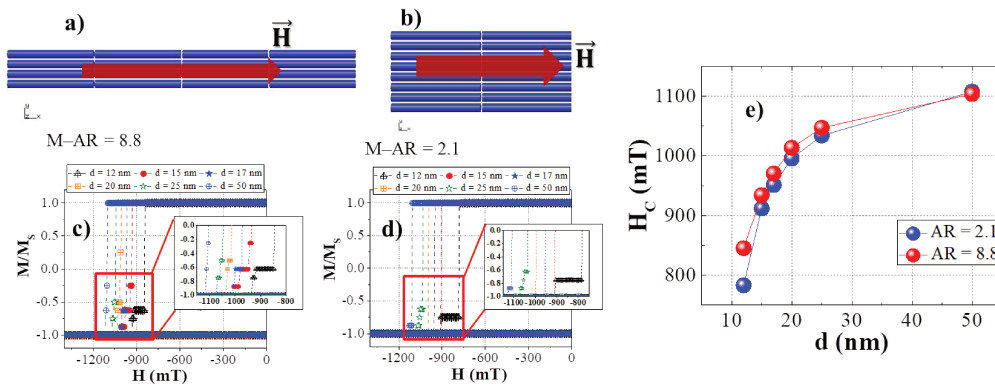 a)
H
b)
H
M–AR = 8.8
d = 12 nm d = 15 nm d = 17 nm
d = 20 nm d = 25 nm d = 50 nm
c)
M/M_S
1.0
0.5
0.0
-0.5
-1.0
-1200 -900 -600 -300 0
H (mT)
0.0
-0.2
-0.4
-0.6
-0.8
-1.0
-1100 -1000 -900 -800
M–AR = 2.1
d = 12 nm d = 15 nm d = 17 nm
d = 20 nm d = 25 nm d = 50 nm
d)
M/M_S
1.0
0.5
0.0
-0.5
-1.0
-1200 -900 -600 -300 0
H (mT)
0.0
-0.2
-0.4
-0.6
-0.8
-1.0
-1100 -1000 -900 -800
e)
H_C (mT)
1100
1000
900
800
10 20 30 40 50
d (nm)
AR = 2.1
AR = 8.8